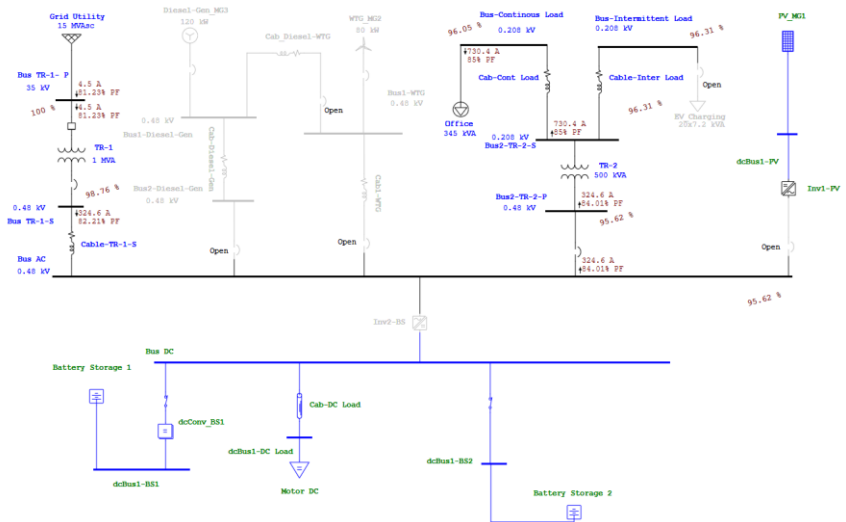 Grid Utility
15 MVAsc
Bus TR-1- P
35 kV
4.5 A
81.23% PF
100 %
4.5 A
81.23% PF
TR-1
1 MVA
98.76 %
0.48 kV
Bus TR-1-S
324.6 A
82.21% PF
Cable-TR-1-S
Bus AC
0.48 kV
Diesel-Gen_MG3
120 kW
Cab_Diesel-WTG
0.48 kV
Bus1-Diesel-Gen
Cab-Diesel-Gen
Bus2-Diesel-Gen
0.48 kV
Open
WTG_MG2
80 kW
Open
Bus1-WTG
0.48 kV
Cab1-WTG
Open
96.05 %
Bus-Continous Load
0.208 kV
730.4 A
85% PF
Cab-Cont Load
Office
345 kVA
Bus-Intermittent Load
0.208 kV
96.31 %
Cable-Inter Load
Open
96.31 %
EV_Charging
20x7.2 kVA
730.4 A
85% PF
0.208 kV
Bus2-TR-2-S
TR-2
500 kVA
324.6 A
84.01% PF
Bus2-TR-2-P
0.48 kV
95.62 %
324.6 A
84.01% PF
PV_MG1
dcBus1-PV
Inv1-PV
Open
95.62 %
Inv2-BS
Bus DC
Battery Storage 1
dcConv_BS1
dcBus1-BS1
Cab-DC Load
dcBus1-DC Load
Motor DC
dcBus1-BS2
Battery Storage 2